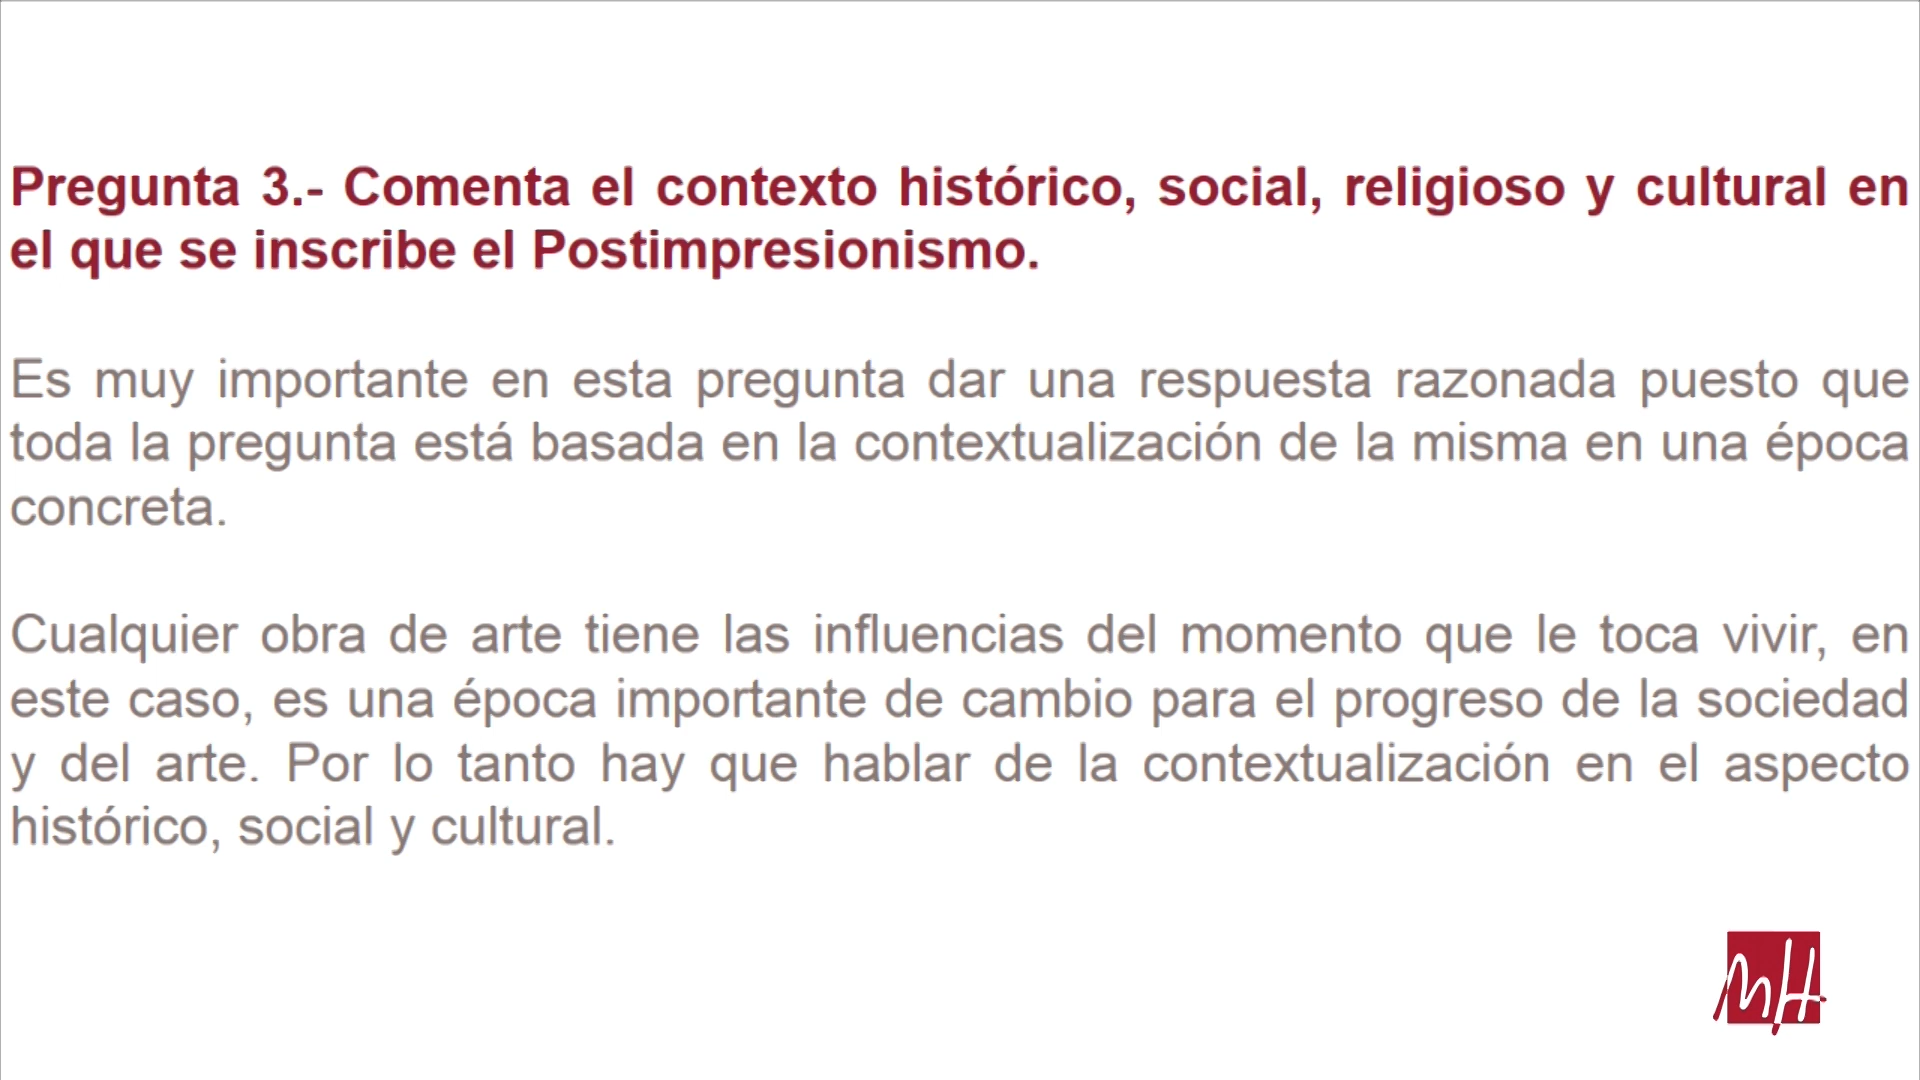 Pregunta 3.- Comenta el contexto histórico, social, religioso y cultural en
el que se inscribe el Postimpresionismo.
Es muy importante en esta pregunta dar una respuesta razonada puesto que
toda la pregunta está basada en la contextualización de la misma en una época
concreta.
Cualquier obra de arte tiene las influencias del momento que le toca vivir, en
este caso, es una época importante de cambio para el progreso de la sociedad
y del arte. Por lo tanto hay que hablar de la contextualización en el aspecto
histórico, social y cultural.
MH